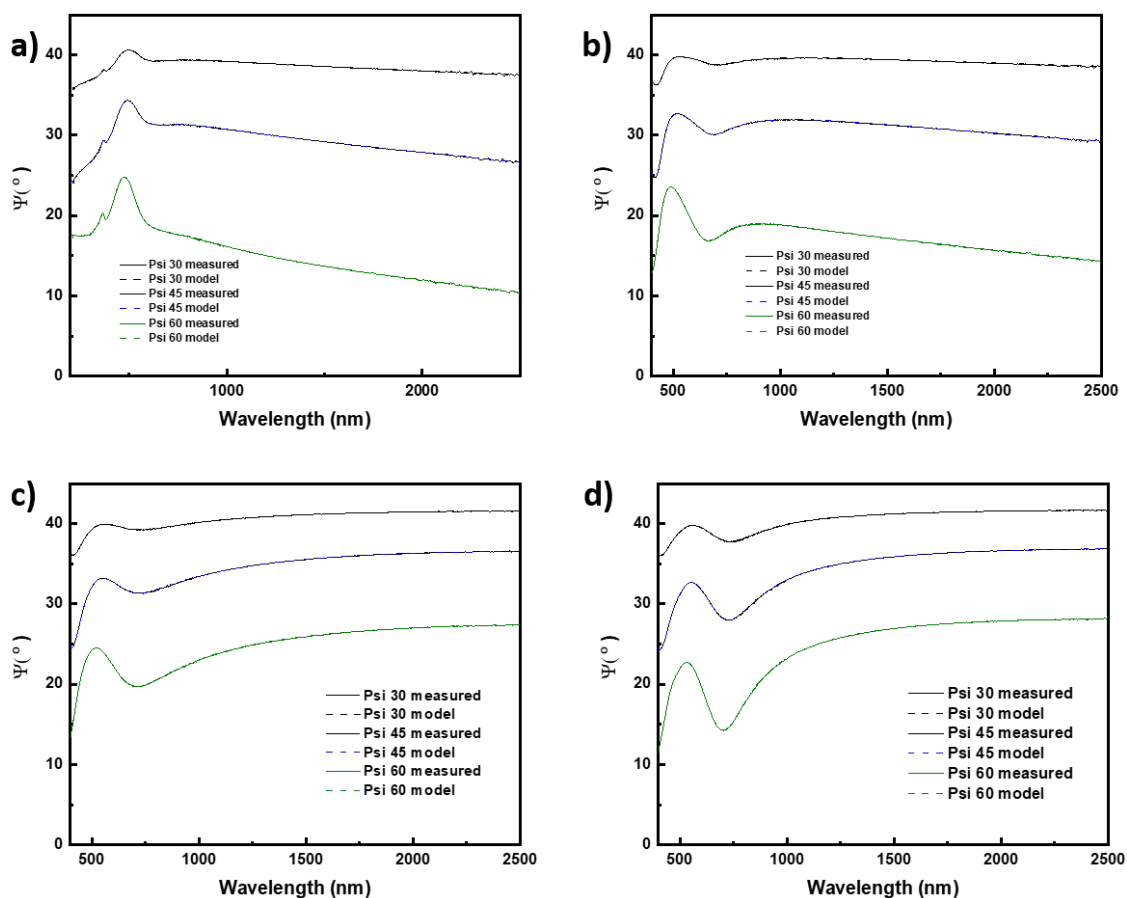 a)
40
30
20
10
0
Ψ( º )
Psi 30 measured
Psi 30 model
Psi 45 measured
Psi 45 model
Psi 60 measured
Psi 60 model
1000 2000
Wavelength (nm)
b)
40
30
20
10
0
Ψ( º )
Psi 30 measured
Psi 30 model
Psi 45 measured
Psi 45 model
Psi 60 measured
Psi 60 model
500 1000 1500 2000 2500
Wavelength (nm)
c)
40
30
20
10
0
Ψ( º )
Psi 30 measured
Psi 30 model
Psi 45 measured
Psi 45 model
Psi 60 measured
Psi 60 model
500 1000 1500 2000 2500
Wavelength (nm)
d)
40
30
20
10
0
Ψ( º )
Psi 30 measured
Psi 30 model
Psi 45 measured
Psi 45 model
Psi 60 measured
Psi 60 model
500 1000 1500 2000 2500
Wavelength (nm)